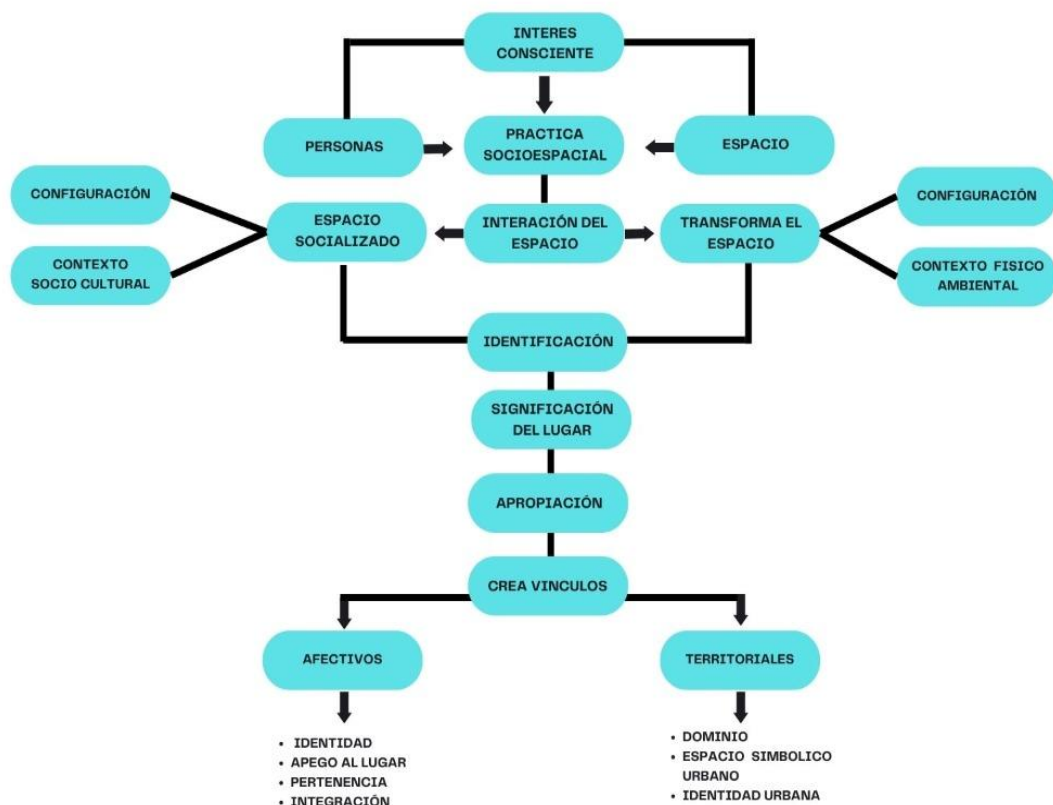 INTERES
CONSCIENTE
PERSONAS
PRACTICA
SOCIOESPACIAL
ESPACIO
CONFIGURACIÓN
CONTEXTO
SOCIO CULTURAL
ESPACIO
SOCIALIZADO
INTERACIÓN DEL
ESPACIO
TRANSFORMA EL
ESPACIO
CONFIGURACIÓN
CONTEXTO FISICO
AMBIENTAL
IDENTIFICACIÓN
SIGNIFICACIÓN
DEL LUGAR
APROPIACIÓN
CREA VINCULOS
AFECTIVOS
TERRITORIALES
• IDENTIDAD
• APEGO AL LUGAR
• PERTENENCIA
• INTEGRACIÓN
• DOMINIO
• ESPACIO SIMBOLICO
URBANO
• IDENTIDAD URBANA